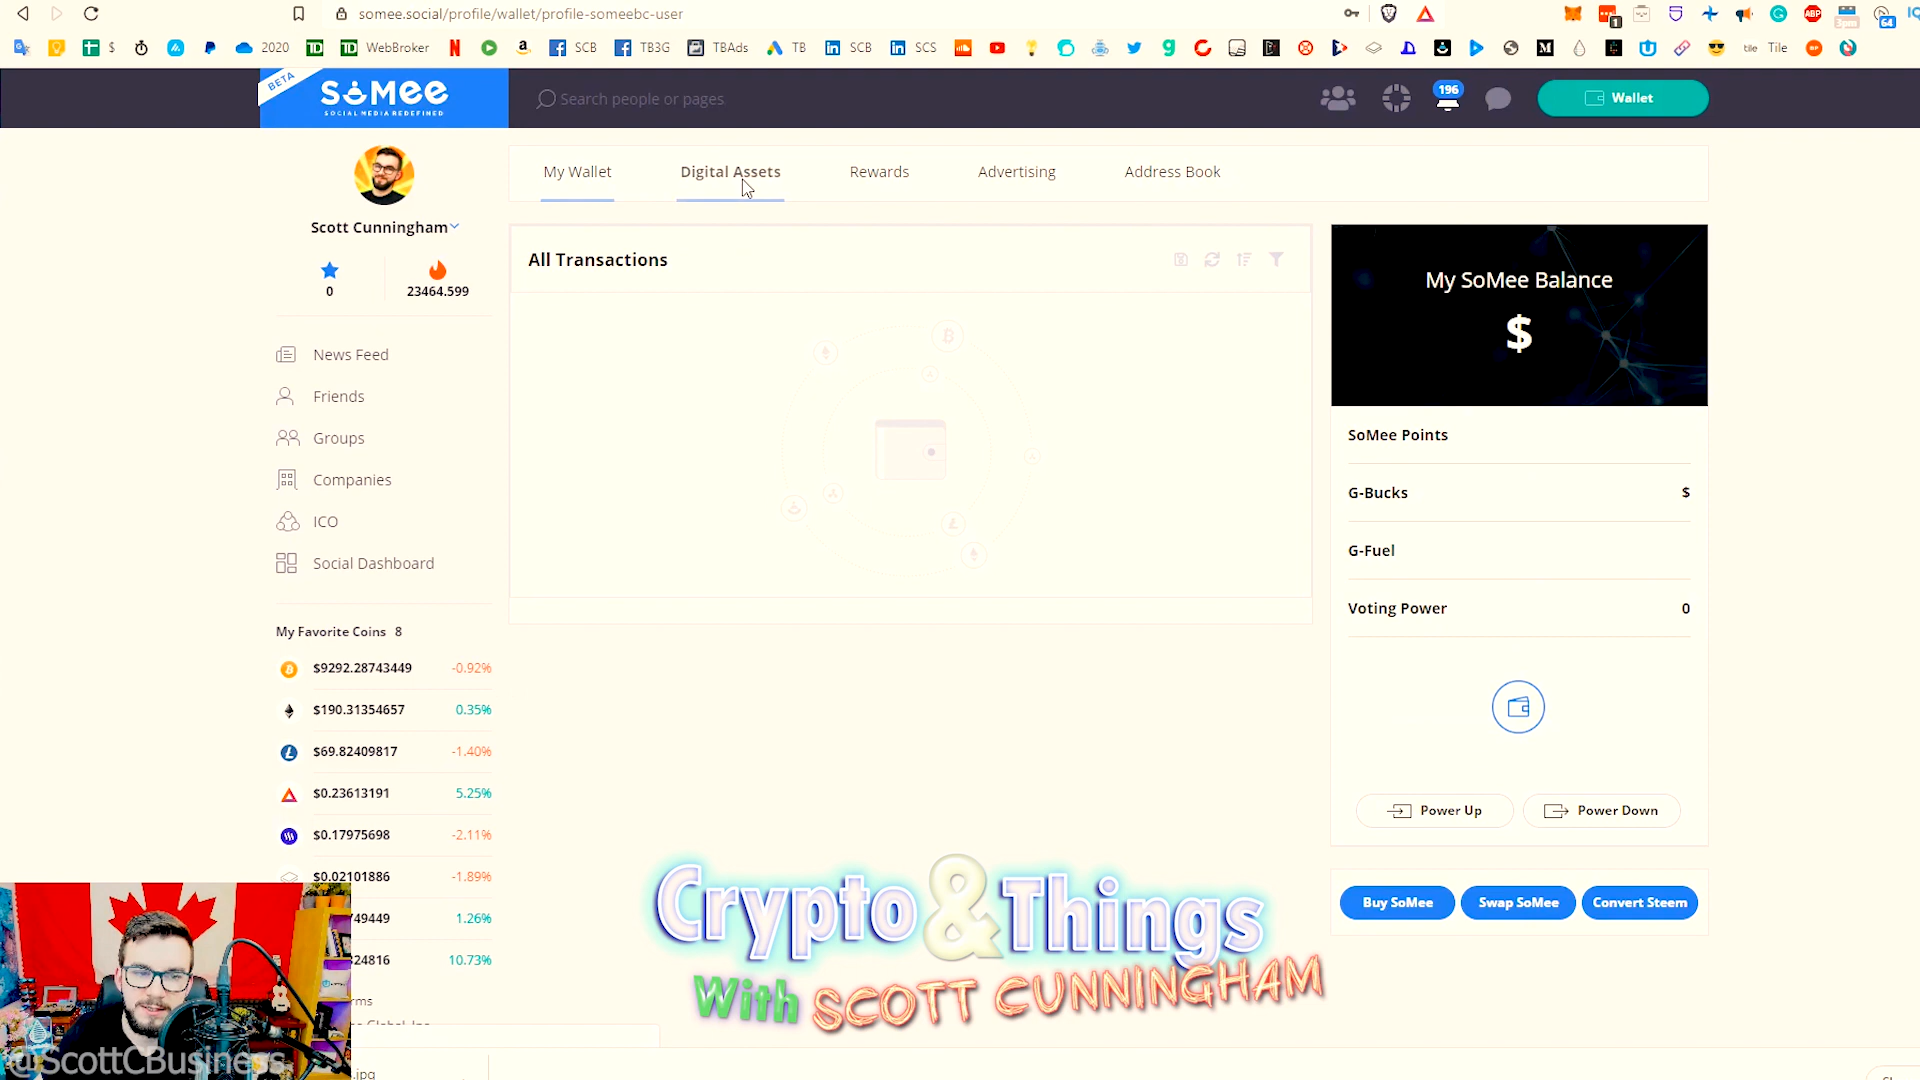 somee.social/profile/wallet/profile-someebc-user
$
2020
WebBroker
SCB
TB3G
TBAds
TB
SCB
SCS
tile Tile
BETA
SOMEE
SOCIAL MEDIA REDEFINED
Search people or pages
196
Wallet
Scott Cunningham
0
23464.599
News Feed
Friends
Groups
Companies
ICO
Social Dashboard
My Favorite Coins 8
$9292.28743449 -0.92%
$190.31354657 0.35%
$69.82409817 -1.40%
$0.23613191 5.25%
$0.17975698 -2.11%
$0.02101886 -1.89%
749449 1.26%
824816 10.73%
My Wallet
Digital Assets
Rewards
Advertising
Address Book
All Transactions
My SoMee Balance
$
SoMee Points
G-Bucks $
G-Fuel
Voting Power 0
Power Up
Power Down
Buy SoMee
Swap SoMee
Convert Steem
Crypto & Things
With SCOTT CUNNINGHAM
@ScottCBusiness
.jpg